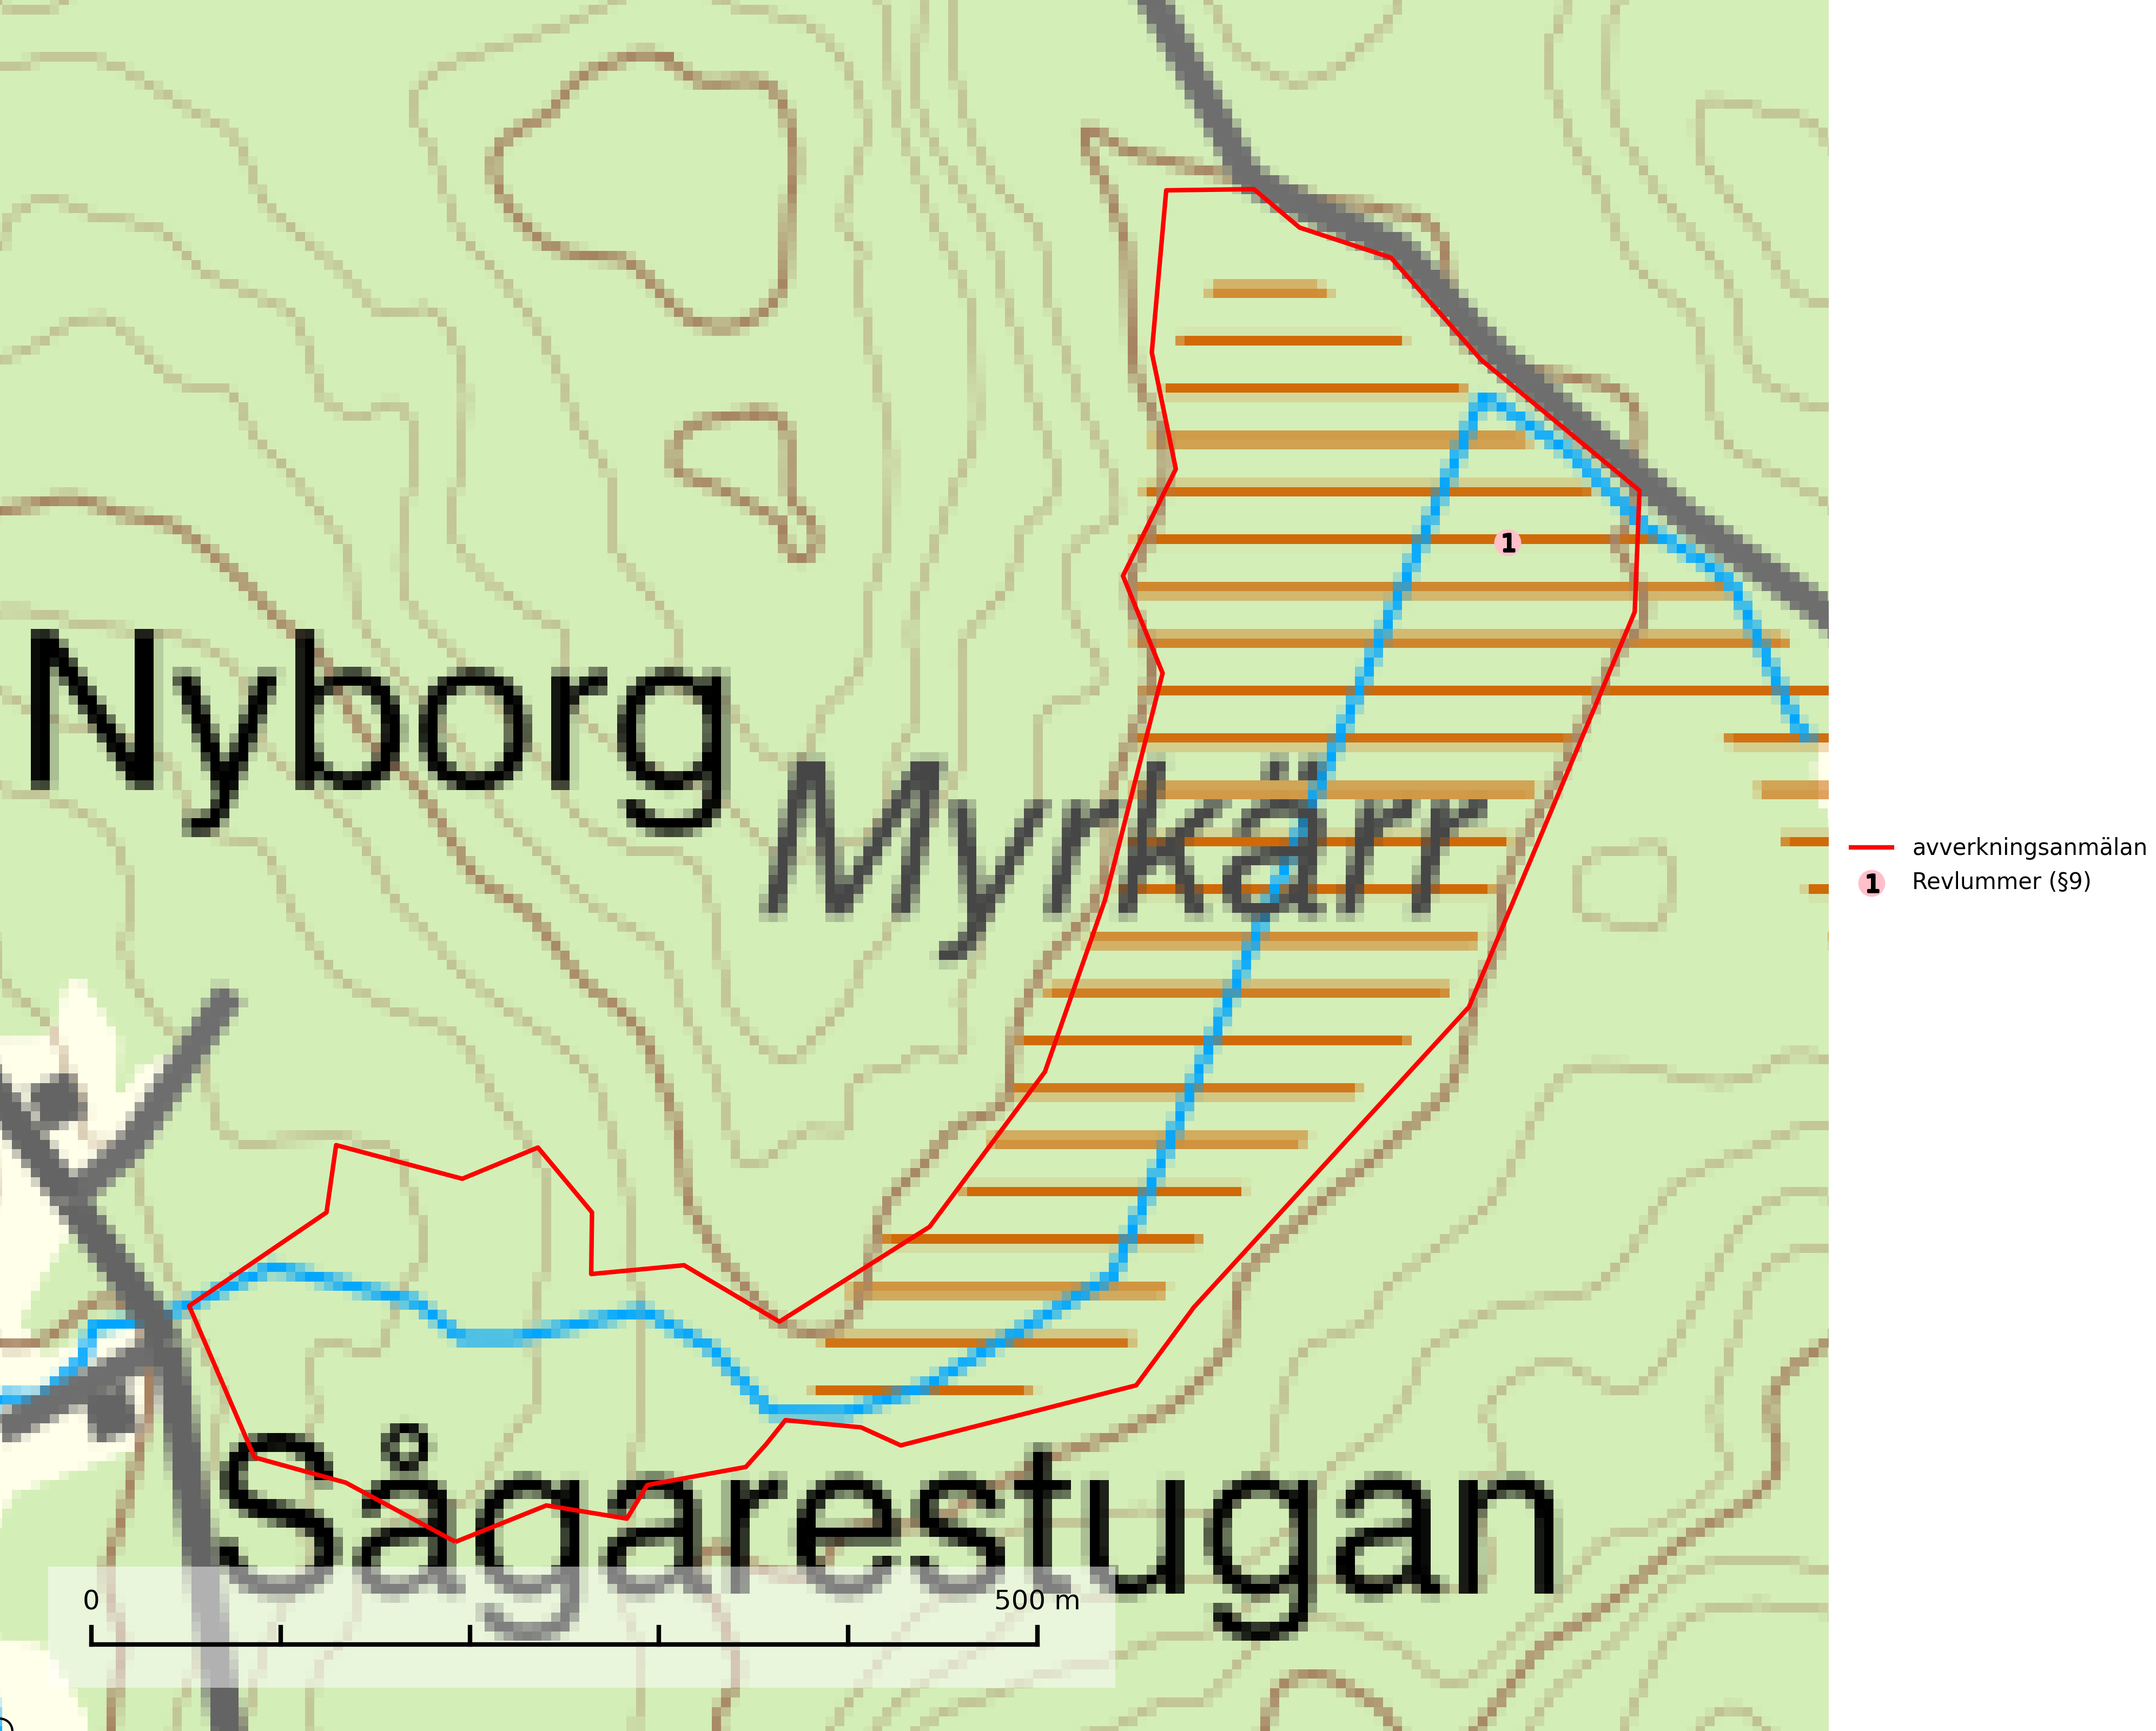 1
Nyborg
Myrkärr
avverkningsanmälan
1 Revlummer (§9)
Sågarestugan
0 500 m